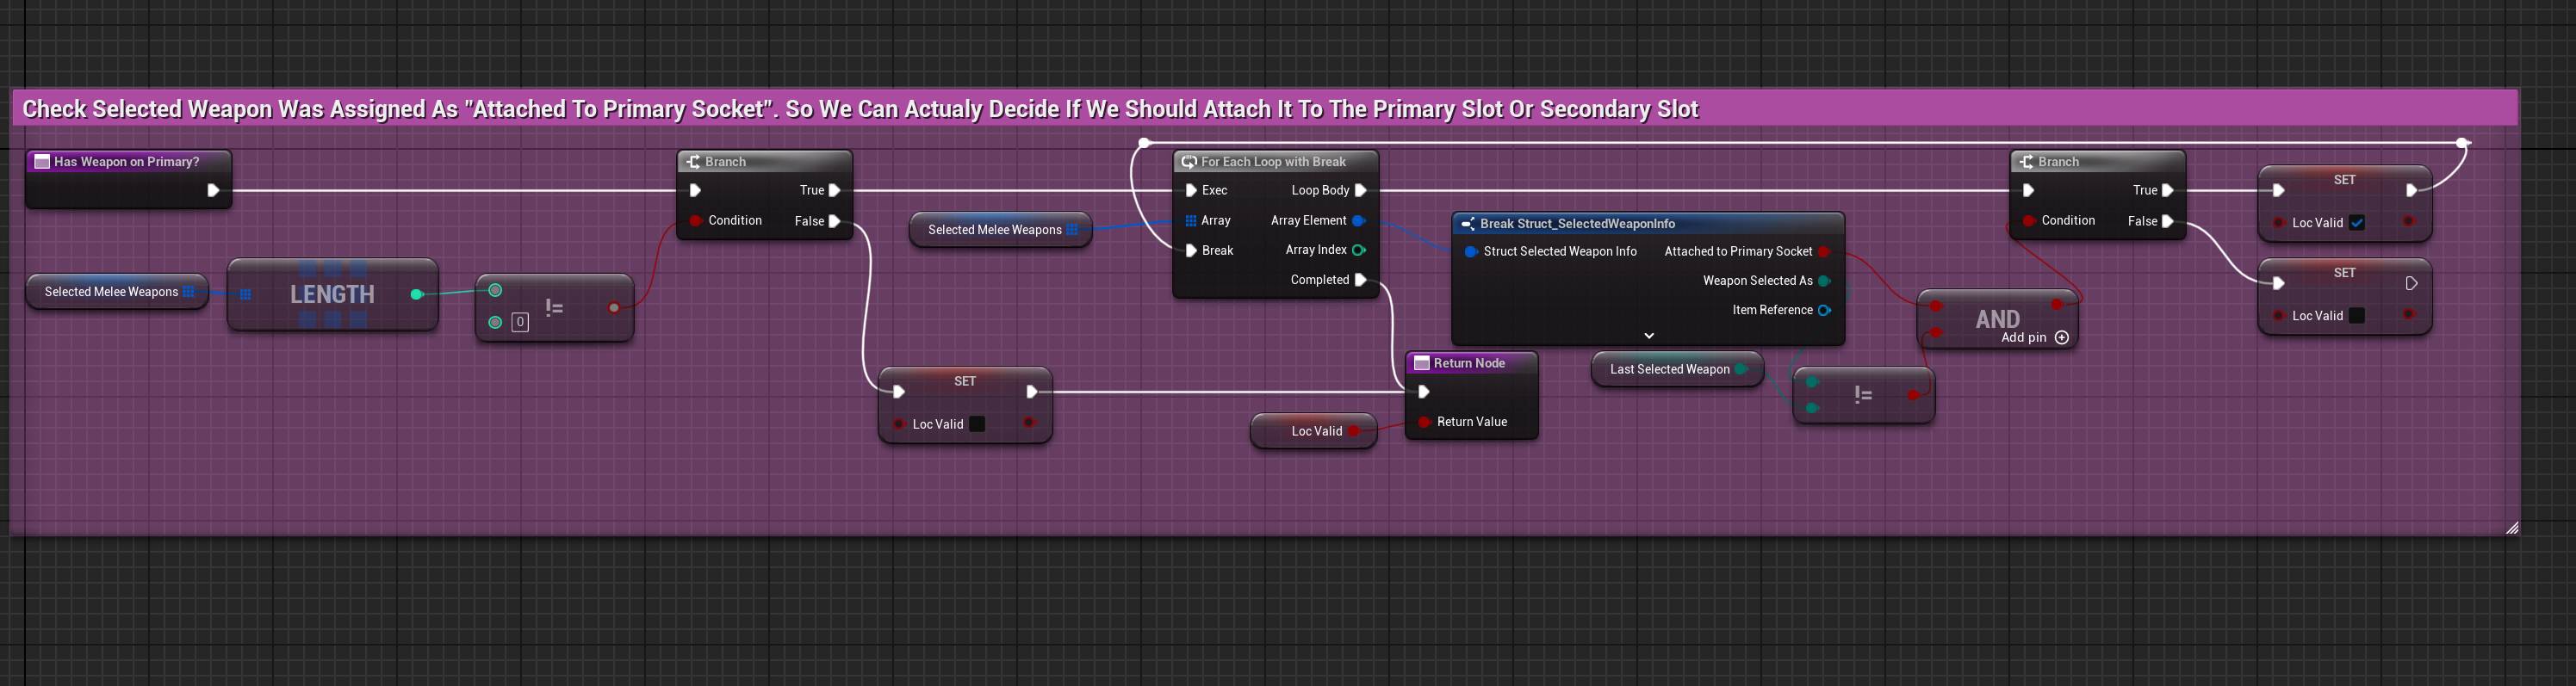 Check Selected Weapon Was Assigned As "Attached To Primary Socket". So We Can Actualy Decide If We Should Attach It To The Primary Slot Or Secondary Slot
Has Weapon on Primary?
Selected Melee Weapons
LENGTH
!=
0
Branch
True
Condition
False
SET
Loc Valid
Selected Melee Weapons
For Each Loop with Break
Exec
Loop Body
Array
Array Element
Break
Array Index
Completed
Loc Valid
Return Node
Return Value
Break Struct_SelectedWeaponInfo
Struct Selected Weapon Info
Attached to Primary Socket
Weapon Selected As
Item Reference
Last Selected Weapon
!=
AND
Add pin
Branch
True
Condition
False
SET
Loc Valid
SET
Loc Valid